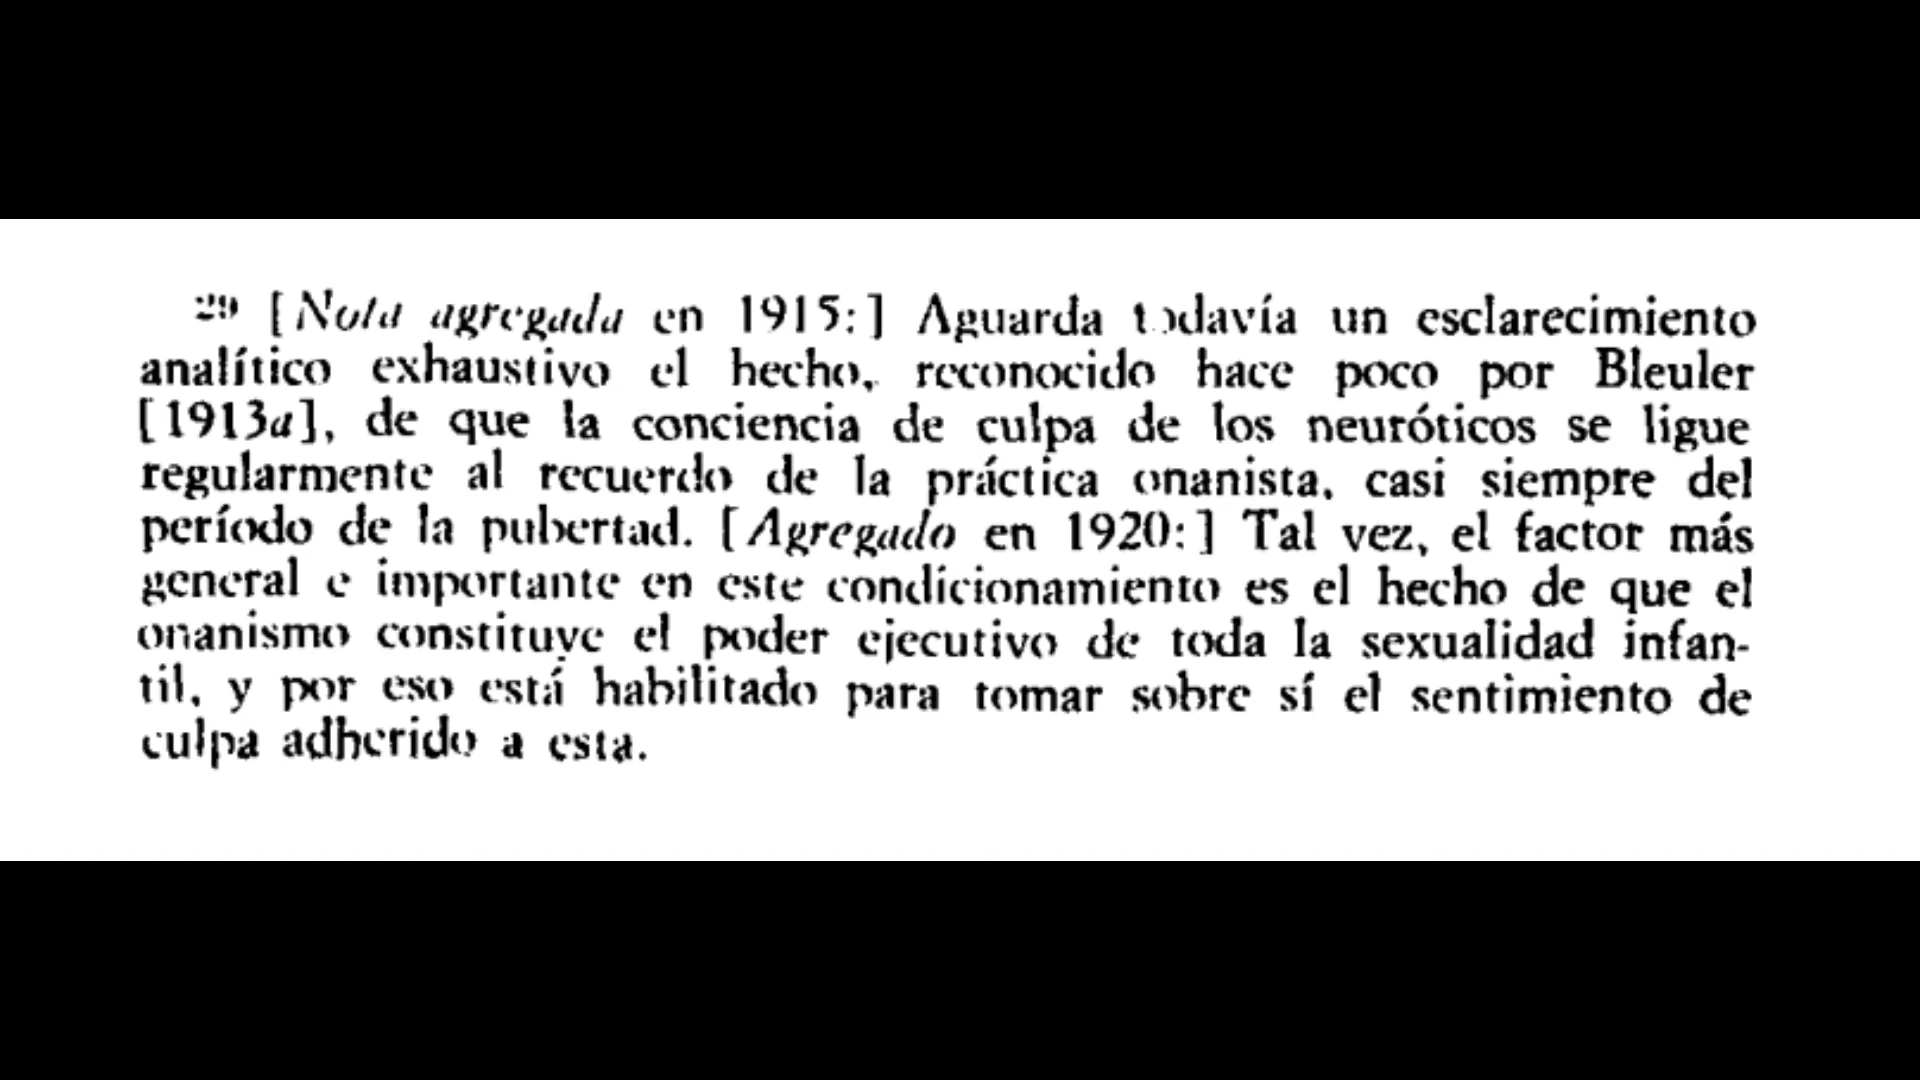 29 [Nota agregada en 1915:] Aguarda todavía un esclarecimiento
analítico exhaustivo el hecho, reconocido hace poco por Bleuler
[1913a], de que la conciencia de culpa de los neuróticos se ligue
regularmente al recuerdo de la práctica onanista, casi siempre del
período de la pubertad. [Agregado en 1920:] Tal vez, el factor más
general e importante en este condicionamiento es el hecho de que el
onanismo constituye el poder ejecutivo de toda la sexualidad infan-
til, y por eso está habilitado para tomar sobre sí el sentimiento de
culpa adherido a esta.